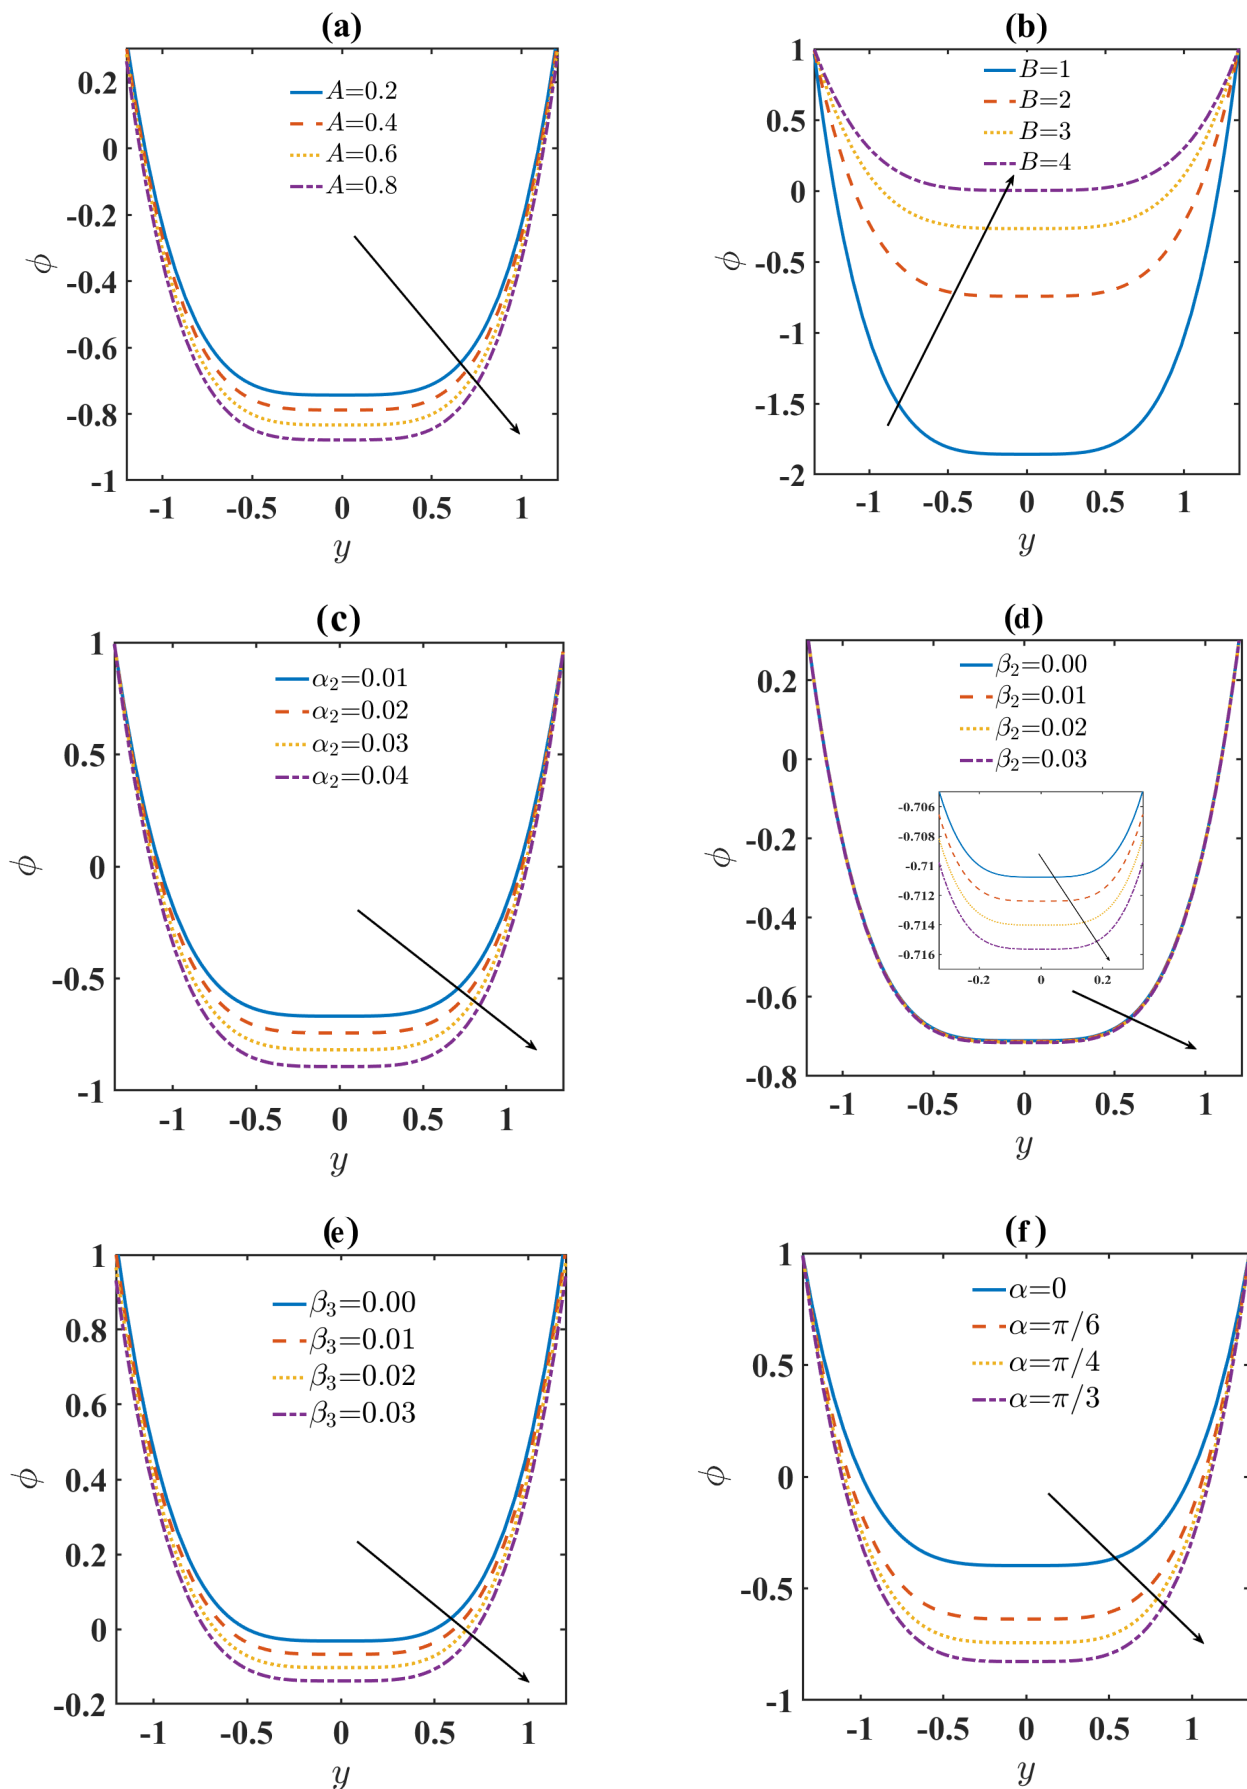 (a)
A=0.2
A=0.4
A=0.6
A=0.8
0.2
0
-0.2
-0.4
-0.6
-0.8
-1
ϕ
-1 -0.5 0 0.5 1
y
(b)
B=1
B=2
B=3
B=4
1
0.5
0
-0.5
-1
-1.5
-2
ϕ
-1 -0.5 0 0.5 1
y
(c)
α₂=0.01
α₂=0.02
α₂=0.03
α₂=0.04
1
0.5
0
-0.5
-1
ϕ
-1 -0.5 0 0.5 1
y
(d)
β₂=0.00
β₂=0.01
β₂=0.02
β₂=0.03
0.2
0
-0.2
-0.4
-0.6
-0.8
ϕ
-0.706
-0.708
-0.71
-0.712
-0.714
-0.716
-0.2 0 0.2
-1 -0.5 0 0.5 1
y
(e)
β₃=0.00
β₃=0.01
β₃=0.02
β₃=0.03
1
0.8
0.6
0.4
0.2
0
-0.2
ϕ
-1 -0.5 0 0.5 1
y
(f)
α=0
α=π/6
α=π/4
α=π/3
1
0.5
0
-0.5
-1
ϕ
-1 -0.5 0 0.5 1
y